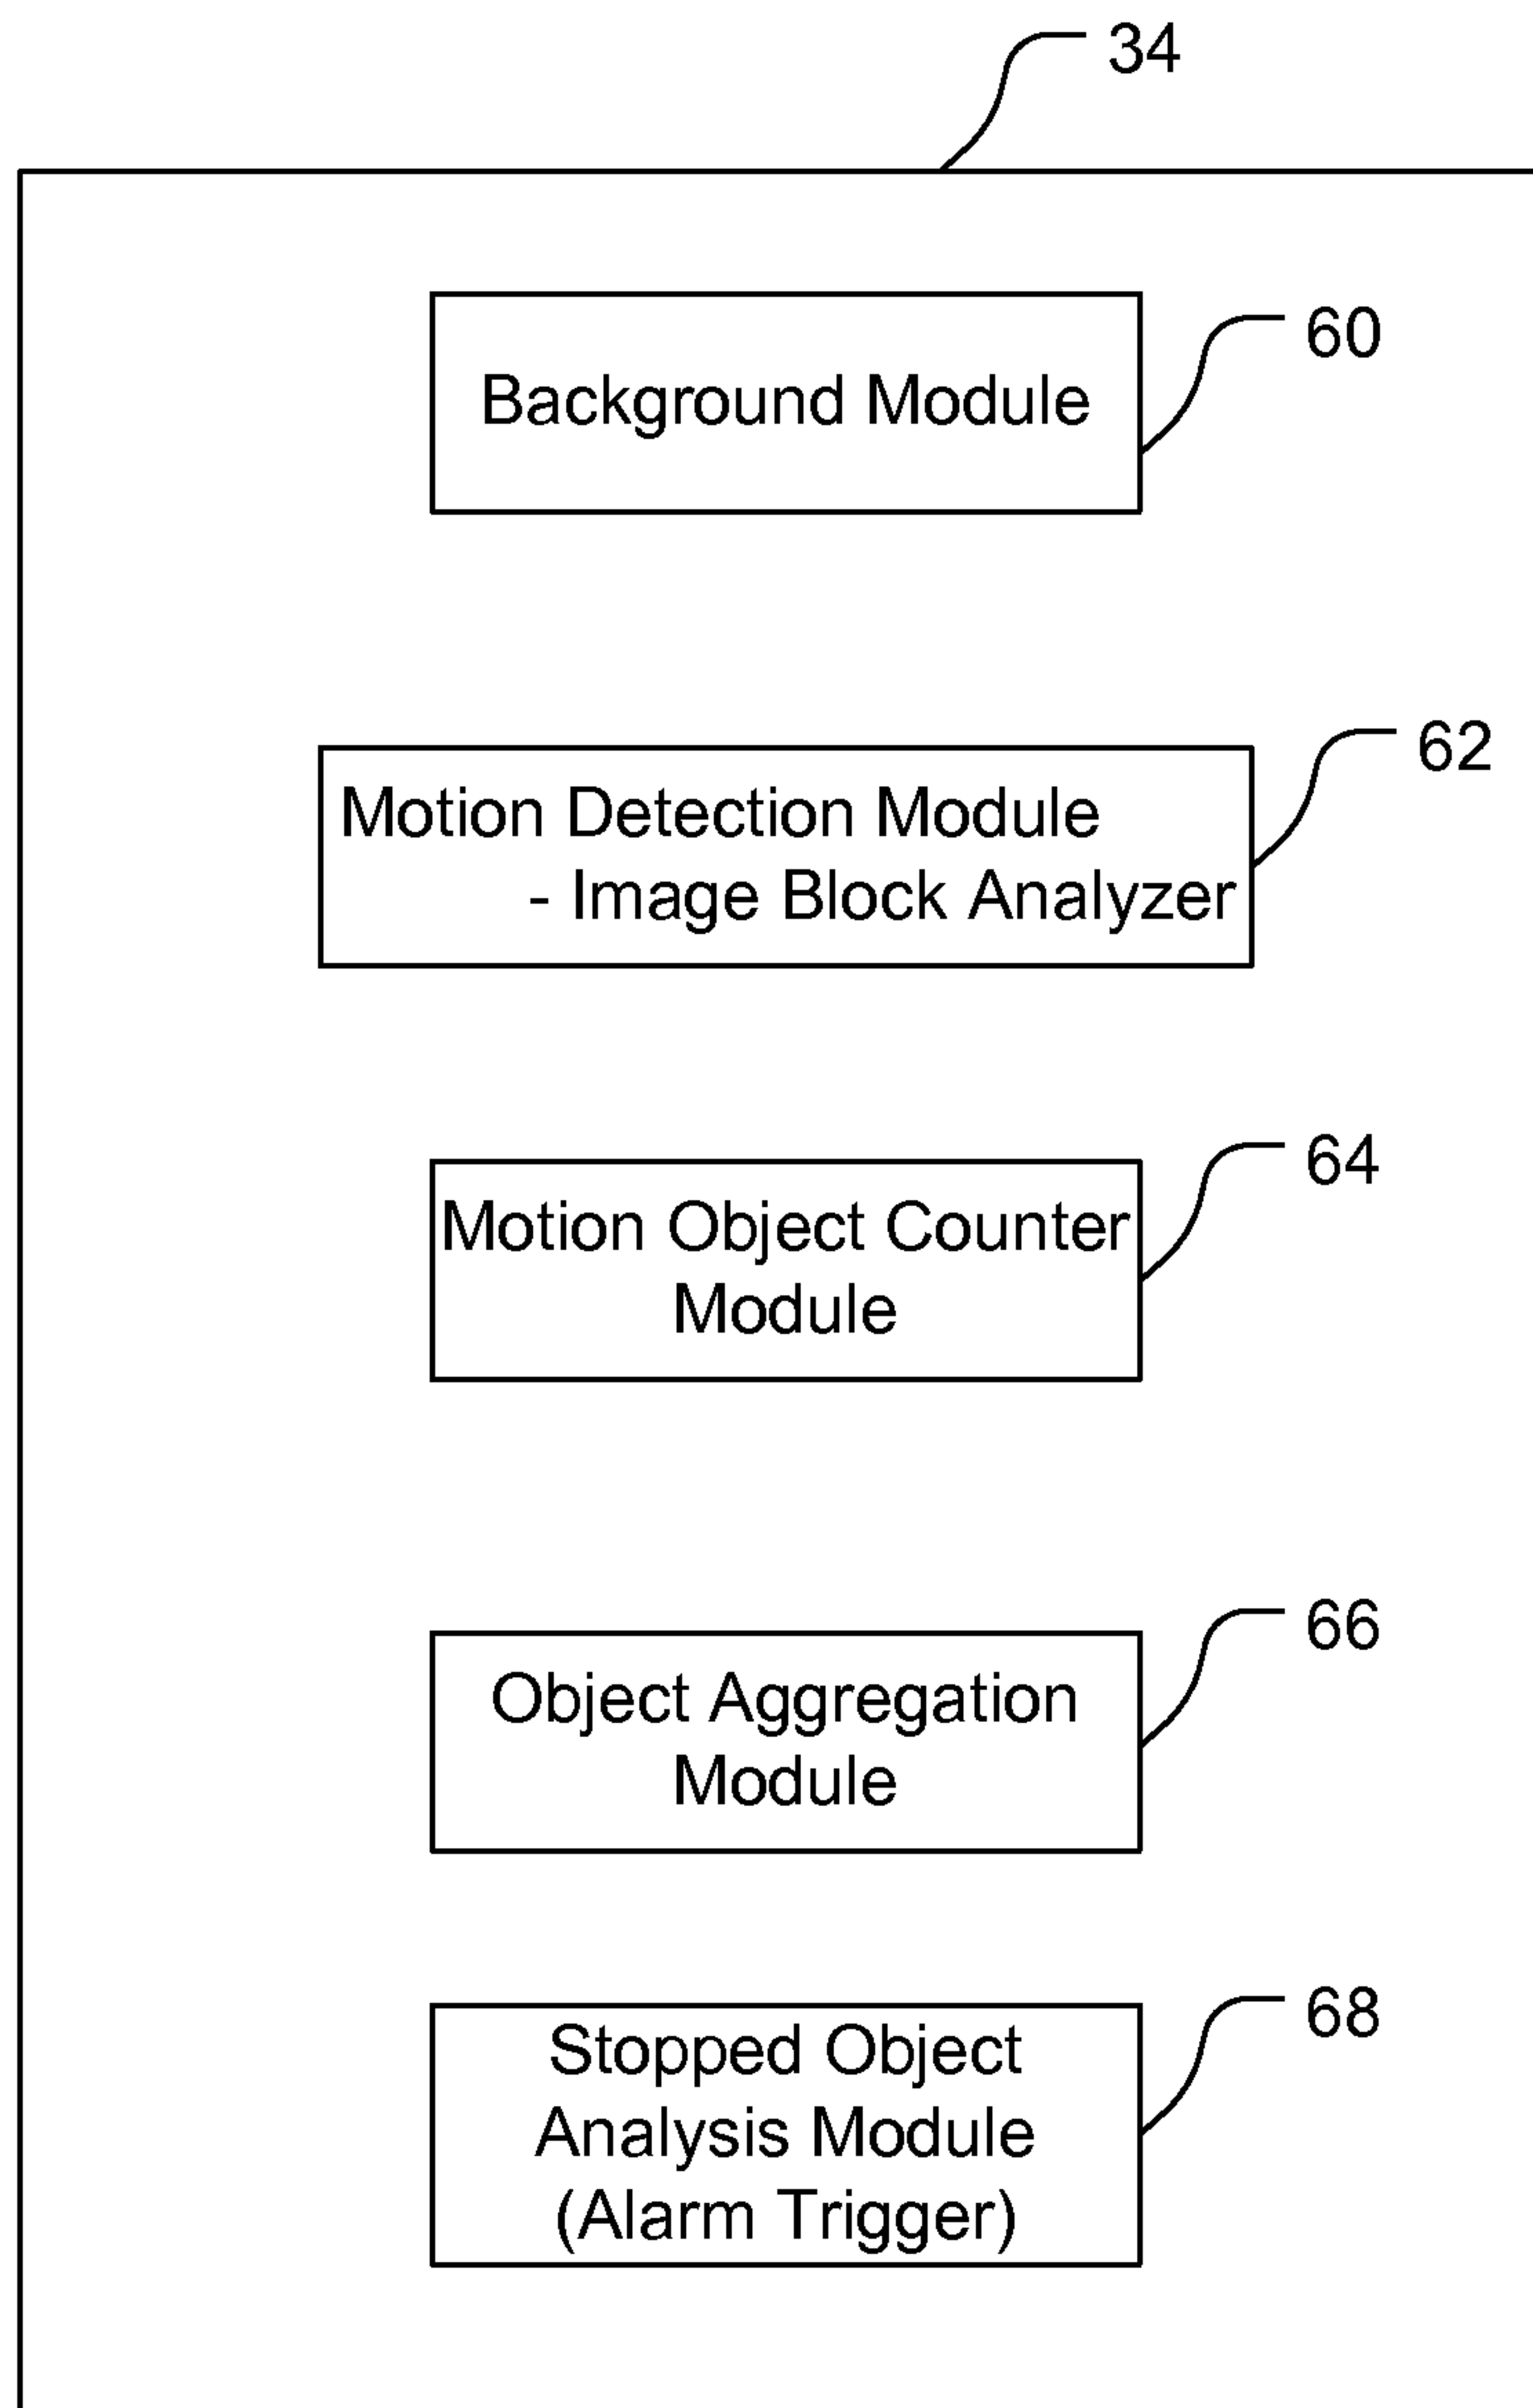 34
Background Module
60
Motion Detection Module
- Image Block Analyzer
62
Motion Object Counter
Module
64
Object Aggregation
Module
66
Stopped Object
Analysis Module
(Alarm Trigger)
68